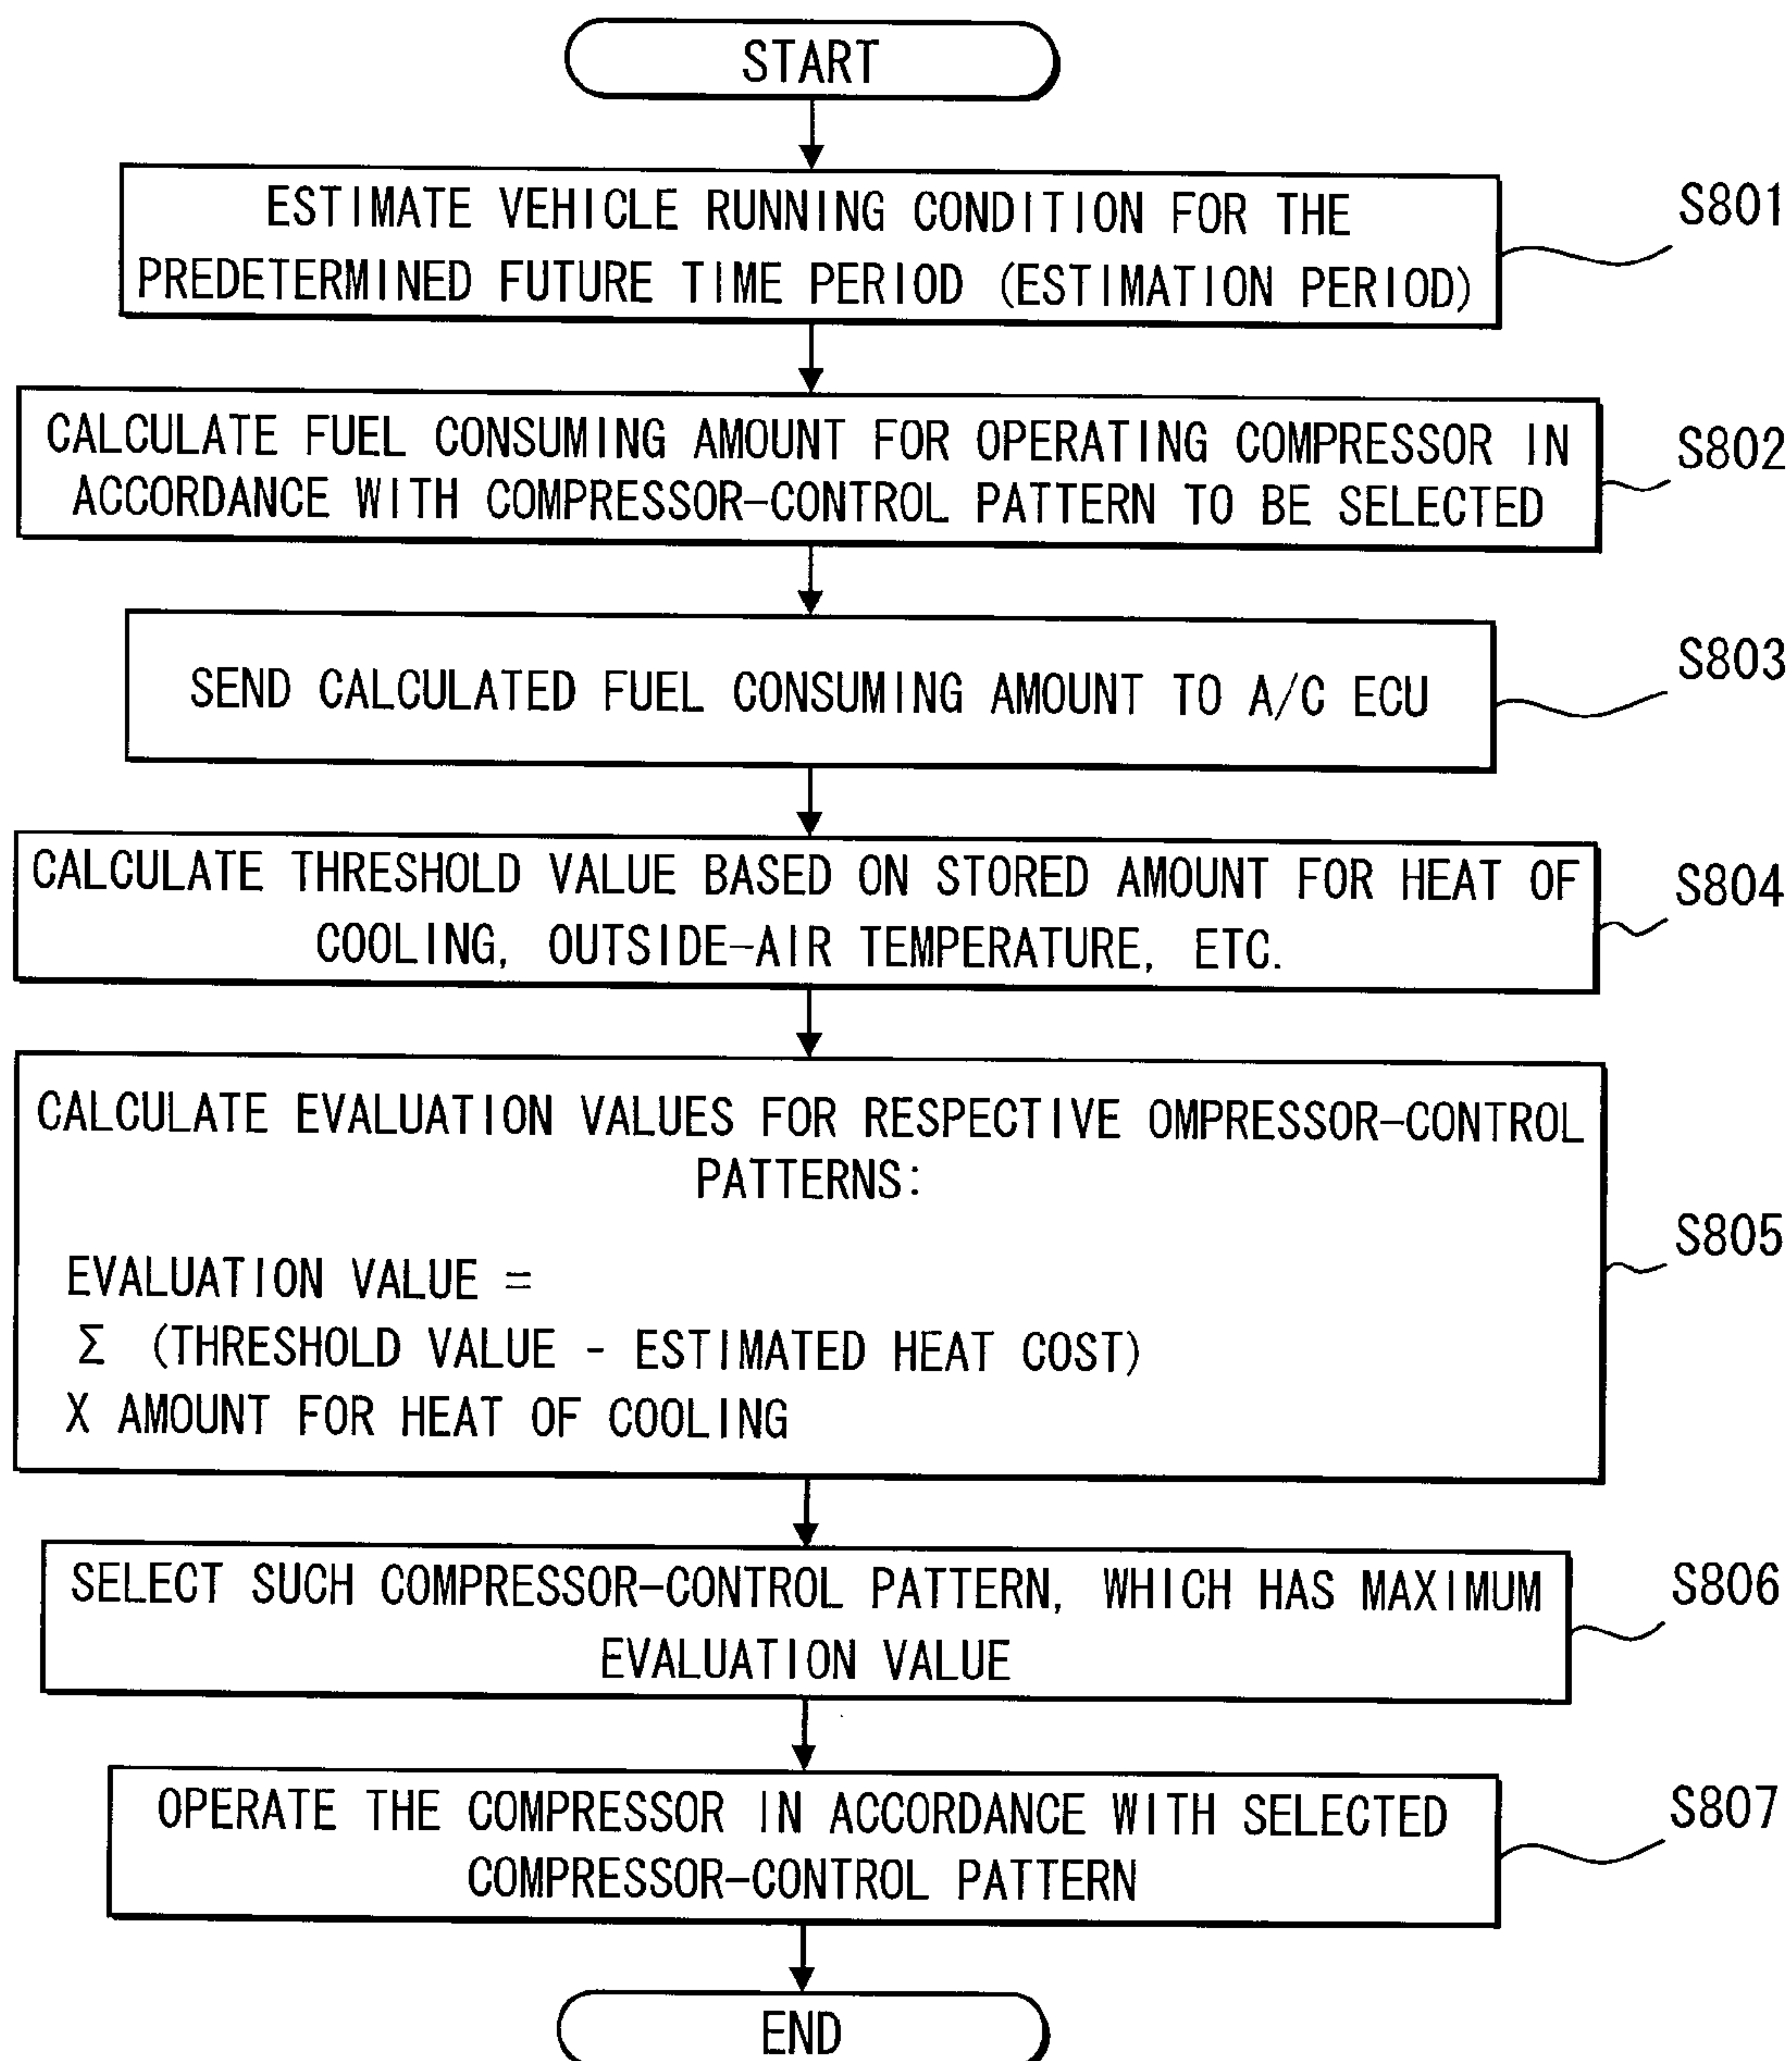 START
ESTIMATE VEHICLE RUNNING CONDITION FOR THE
PREDETERMINED FUTURE TIME PERIOD (ESTIMATION PERIOD)
S801
CALCULATE FUEL CONSUMING AMOUNT FOR OPERATING COMPRESSOR IN
ACCORDANCE WITH COMPRESSOR-CONTROL PATTERN TO BE SELECTED
S802
SEND CALCULATED FUEL CONSUMING AMOUNT TO A/C ECU
S803
CALCULATE THRESHOLD VALUE BASED ON STORED AMOUNT FOR HEAT OF
COOLING, OUTSIDE-AIR TEMPERATURE, ETC.
S804
CALCULATE EVALUATION VALUES FOR RESPECTIVE OMPRESSOR-CONTROL
PATTERNS:
EVALUATION VALUE =
Σ (THRESHOLD VALUE - ESTIMATED HEAT COST)
X AMOUNT FOR HEAT OF COOLING
S805
SELECT SUCH COMPRESSOR-CONTROL PATTERN, WHICH HAS MAXIMUM
EVALUATION VALUE
S806
OPERATE THE COMPRESSOR IN ACCORDANCE WITH SELECTED
COMPRESSOR-CONTROL PATTERN
S807
END